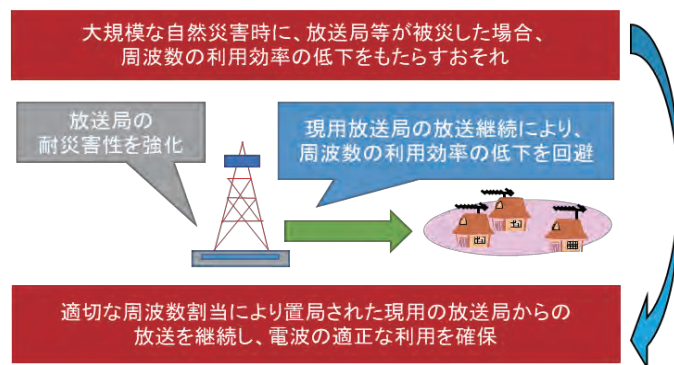 大規模な自然災害時に、放送局等が被災した場合、
周波数の利用効率の低下をもたらすおそれ
放送局の
耐災害性を強化
現用放送局の放送継続により、
周波数の利用効率の低下を回避
適切な周波数割当により置局された現用の放送局からの
放送を継続し、電波の適正な利用を確保